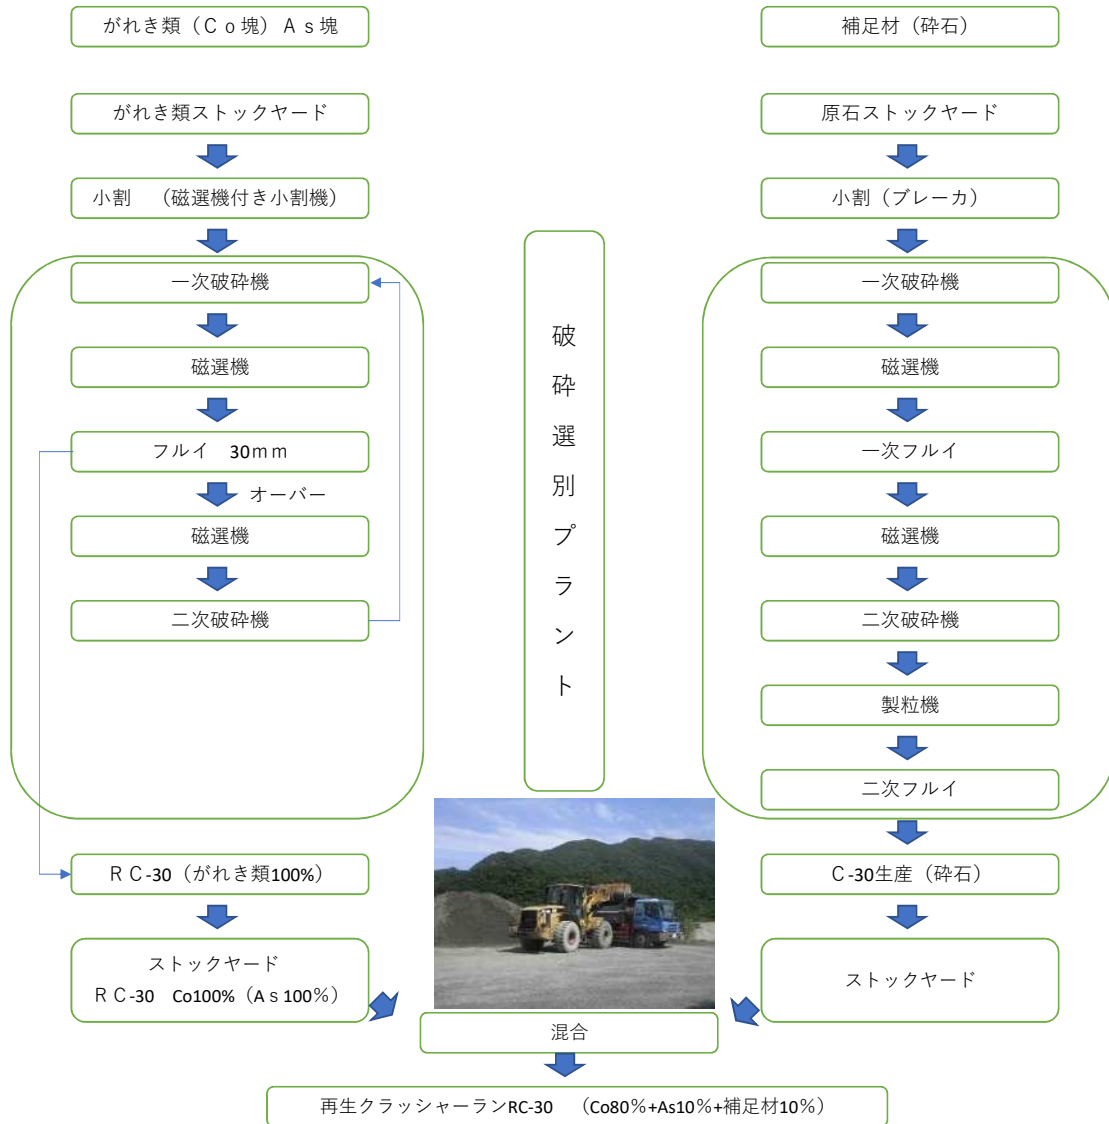 がれき類（Ｃｏ塊）Ａｓ塊
がれき類ストックヤード
小割　（磁選機付き小割機）
一次破砕機
磁選機
フルイ　30ｍｍ
オーバー
磁選機
二次破砕機
ＲＣ-30（がれき類100%）
ストックヤード
ＲＣ-30　Co100%（Aｓ100％）
破砕選別プラント
補足材（砕石）
原石ストックヤード
小割（ブレーカ）
一次破砕機
磁選機
一次フルイ
磁選機
二次破砕機
製粒機
二次フルイ
C-30生産（砕石）
ストックヤード
混合
再生クラッシャーランRC-30　（Co80％+As10％+補足材10％）